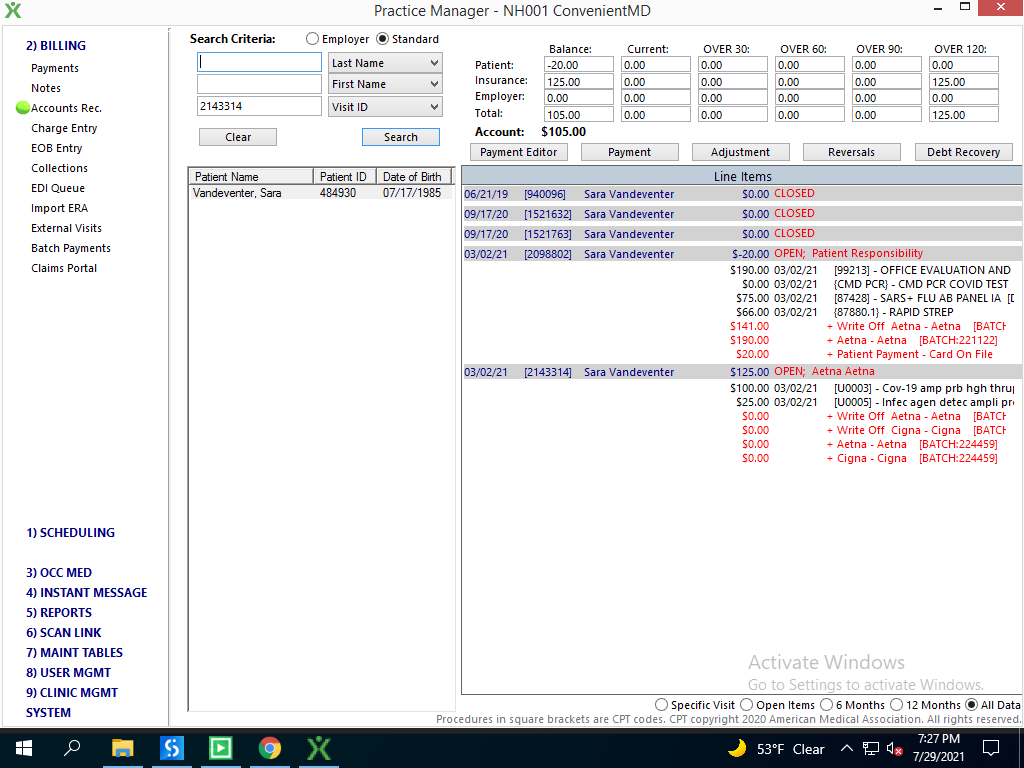 Practice Manager - NH001 ConvenientMD
2) BILLING
Payments
Notes
Accounts Rec.
Charge Entry
EOB Entry
Collections
EDI Queue
Import ERA
External Visits
Batch Payments
Claims Portal
1) SCHEDULING
3) OCC MED
4) INSTANT MESSAGE
5) REPORTS
6) SCAN LINK
7) MAINT TABLES
8) USER MGMT
9) CLINIC MGMT
SYSTEM
Search Criteria: Employer Standard
Last Name
First Name
2143314 Visit ID
Clear Search
Patient Name Patient ID Date of Birth
Vandeventer, Sara 484930 07/17/1985
Balance: Current: OVER 30: OVER 60: OVER 90: OVER 120:
Patient: -20.00 0.00 0.00 0.00 0.00 0.00
Insurance: 125.00 0.00 0.00 0.00 0.00 125.00
Employer: 0.00 0.00 0.00 0.00 0.00 0.00
Total: 105.00 0.00 0.00 0.00 0.00 125.00
Account: $105.00
Payment Editor Payment Adjustment Reversals Debt Recovery
Line Items
06/21/19 [940096] Sara Vandeventer $0.00 CLOSED
09/17/20 [1521632] Sara Vandeventer $0.00 CLOSED
09/17/20 [1521763] Sara Vandeventer $0.00 CLOSED
03/02/21 [2098802] Sara Vandeventer $-20.00 OPEN; Patient Responsibility
$190.00 03/02/21 [99213] - OFFICE EVALUATION AND
$0.00 03/02/21 {CMD PCR} - CMD PCR COVID TEST
$75.00 03/02/21 [87428] - SARS+ FLU AB PANEL IA [D
$66.00 03/02/21 {87880.1} - RAPID STREP
$141.00 + Write Off Aetna - Aetna [BATCH
$190.00 + Aetna - Aetna [BATCH:221122]
$20.00 + Patient Payment - Card On File
03/02/21 [2143314] Sara Vandeventer $125.00 OPEN; Aetna Aetna
$100.00 03/02/21 [U0003] - Cov-19 amp prb hgh thrup
$25.00 03/02/21 [U0005] - Infec agen detec ampli pro
$0.00 + Write Off Aetna - Aetna [BATCH
$0.00 + Write Off Cigna - Cigna [BATCH
$0.00 + Aetna - Aetna [BATCH:224459]
$0.00 + Cigna - Cigna [BATCH:224459]
Activate Windows
Go to Settings to activate Windows.
Specific Visit Open Items 6 Months 12 Months All Data
Procedures in square brackets are CPT codes. CPT copyright 2020 American Medical Association. All rights reserved.
53°F Clear
7:27 PM
7/29/2021